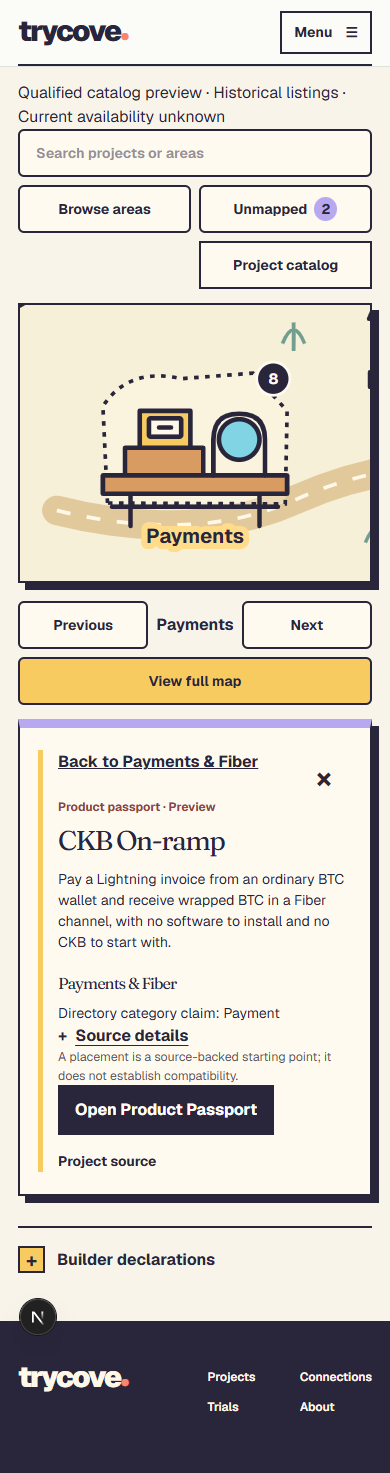 trycove.
Menu ☰
Qualified catalog preview · Historical listings ·
Current availability unknown
Search projects or areas
Browse areas
Unmapped 2
Project catalog
8
Payments
Previous
Payments
Next
View full map
Back to Payments & Fiber
×
Product passport · Preview
CKB On-ramp
Pay a Lightning invoice from an ordinary BTC
wallet and receive wrapped BTC in a Fiber
channel, with no software to install and no
CKB to start with.
Payments & Fiber
Directory category claim: Payment
+ Source details
A placement is a source-backed starting point; it
does not establish compatibility.
Open Product Passport
Project source
+ Builder declarations
N
trycove.
Projects
Connections
Trials
About